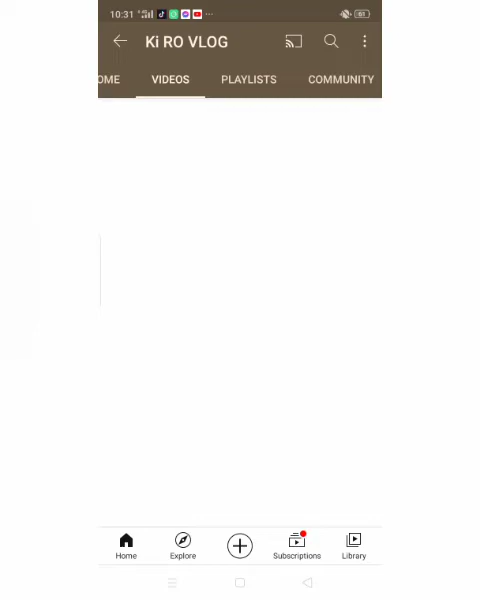 10:31
Ki RO VLOG
OME VIDEOS PLAYLISTS COMMUNITY
Home Explore Subscriptions Library